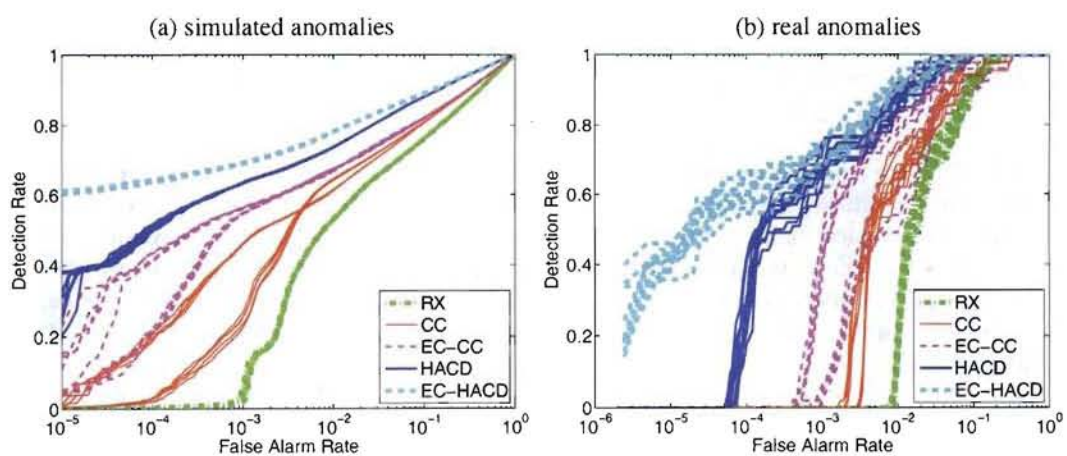 (a) simulated anomalies
1
0.8
0.6
0.4
0.2
0
Detection Rate
10^-5
10^-4
10^-3
10^-2
10^-1
10^0
False Alarm Rate
RX
CC
EC-CC
HACD
EC-HACD
(b) real anomalies
1
0.8
0.6
0.4
0.2
0
Detection Rate
10^-6
10^-5
10^-4
10^-3
10^-2
10^-1
10^0
False Alarm Rate
RX
CC
EC-CC
HACD
EC-HACD